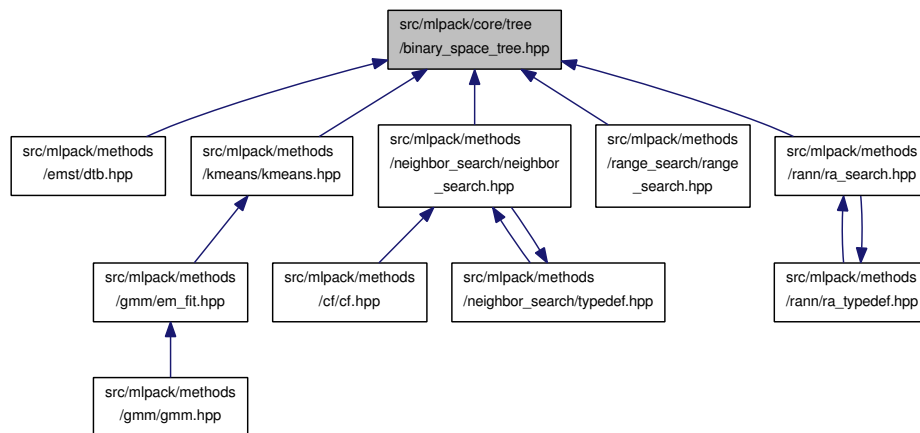 src/mlpack/core/tree
/binary_space_tree.hpp
src/mlpack/methods
/emst/dtb.hpp
src/mlpack/methods
/kmeans/kmeans.hpp
src/mlpack/methods
/neighbor_search/neighbor
_search.hpp
src/mlpack/methods
/range_search/range
_search.hpp
src/mlpack/methods
/rann/ra_search.hpp
src/mlpack/methods
/gmm/em_fit.hpp
src/mlpack/methods
/cf/cf.hpp
src/mlpack/methods
/neighbor_search/typedef.hpp
src/mlpack/methods
/rann/ra_typedef.hpp
src/mlpack/methods
/gmm/gmm.hpp